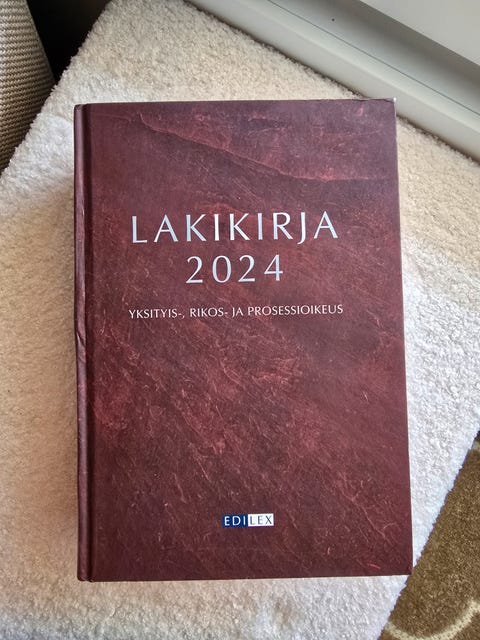 LAKIKIRJA
2024
YKSITYIS-, RIKOS- JA PROSESSIOIKEUS
EDILEX